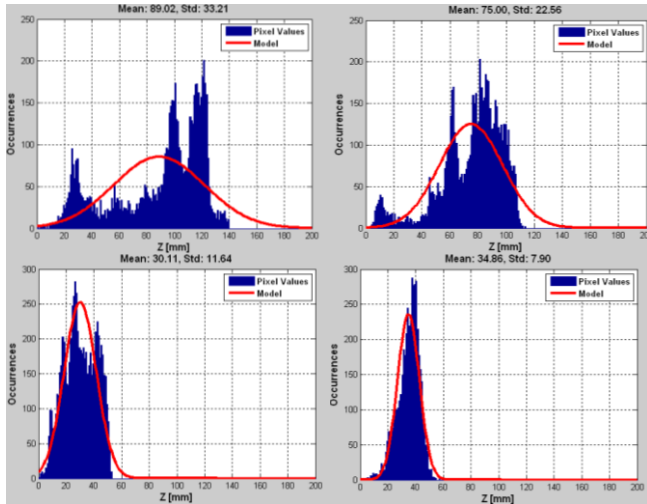 Mean: 89.02, Std: 33.21
250
200
150
100
50
0
Occurrences
Pixel Values
Model
0 20 40 60 80 100 120 140 160 180 200
Z [mm]
Mean: 75.00, Std: 22.56
250
200
150
100
50
0
Occurrences
Pixel Values
Model
0 20 40 60 80 100 120 140 160 180 200
Z [mm]
Mean: 30.11, Std: 11.64
300
250
200
150
100
50
0
Occurrences
Pixel Values
Model
0 20 40 60 80 100 120 140 160 180 200
Z [mm]
Mean: 34.86, Std: 7.90
300
250
200
150
100
50
0
Occurrences
Pixel Values
Model
0 20 40 60 80 100 120 140 160 180 200
Z [mm]